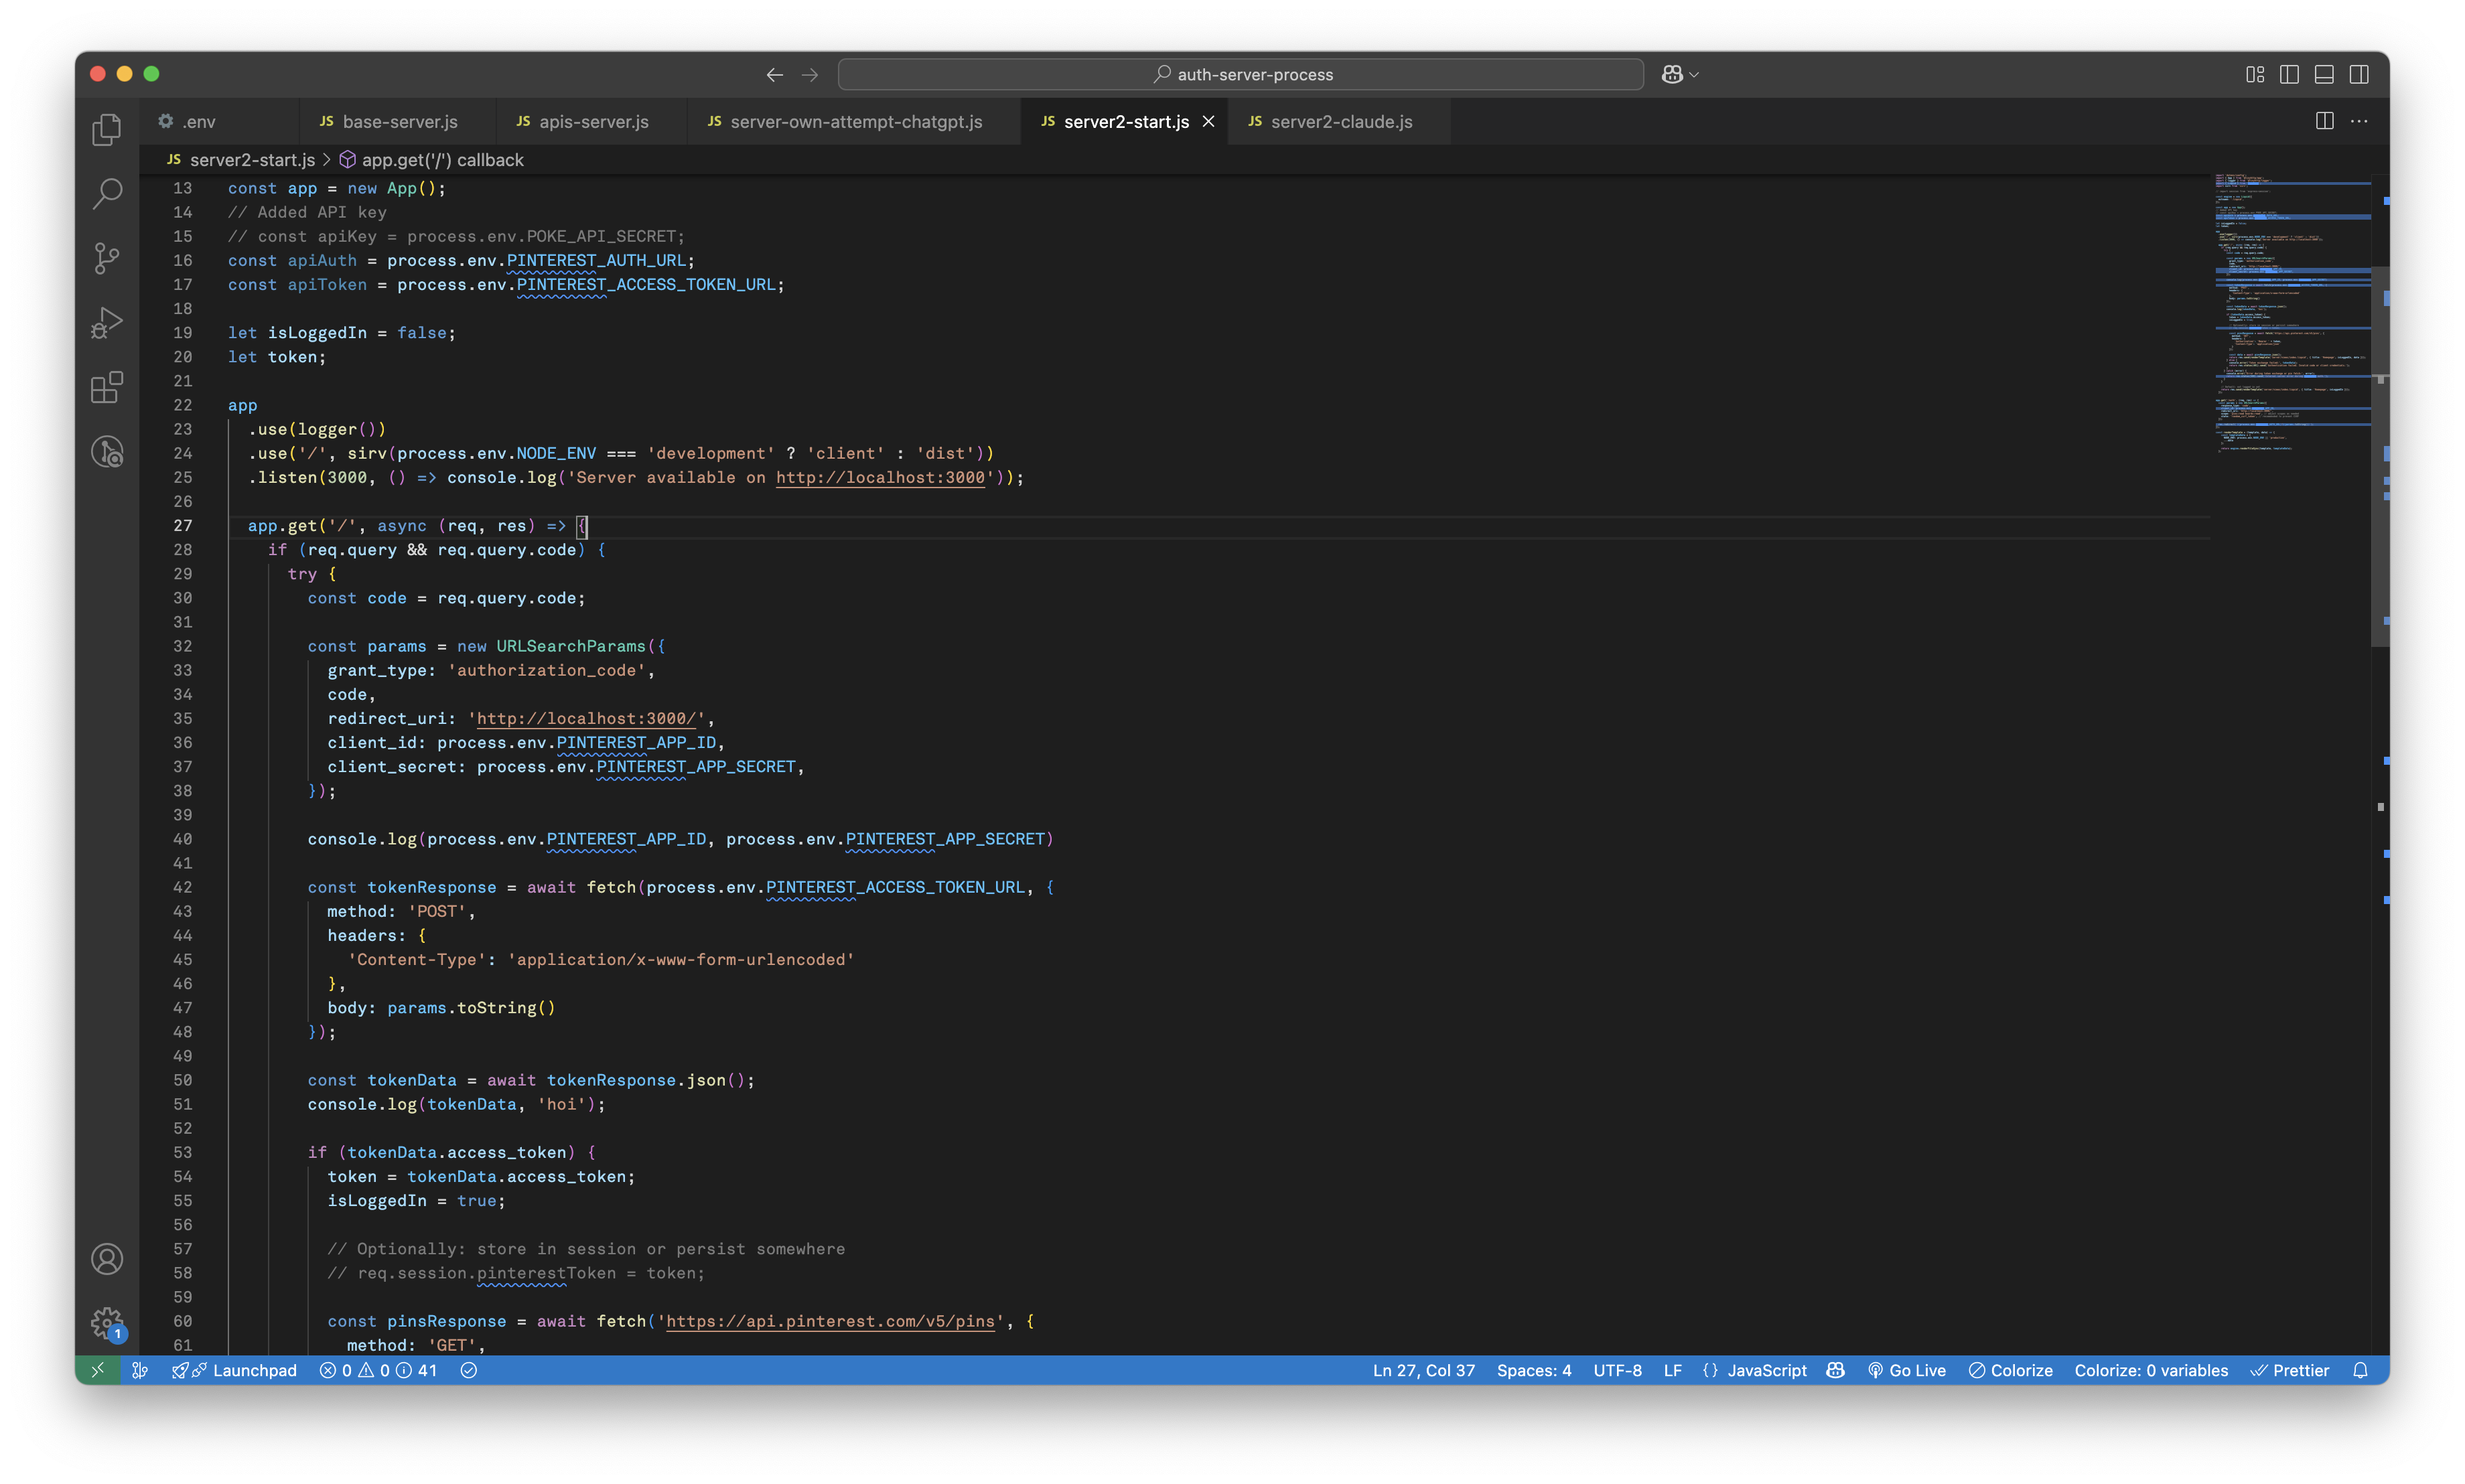 auth-server-process
.env
JS base-server.js
JS apis-server.js
JS server-own-attempt-chatgpt.js
JS server2-start.js
JS server2-claude.js
JS server2-start.js > app.get('/') callback
13 const app = new App();
14 // Added API key
15 // const apiKey = process.env.POKE_API_SECRET;
16 const apiAuth = process.env.PINTEREST_AUTH_URL;
17 const apiToken = process.env.PINTEREST_ACCESS_TOKEN_URL;
18
19 let isLoggedIn = false;
20 let token;
21
22 app
23 .use(logger())
24 .use('/', sirv(process.env.NODE_ENV === 'development' ? 'client' : 'dist'))
25 .listen(3000, () => console.log('Server available on http://localhost:3000'));
26
27 app.get('/', async (req, res) => {
28 if (req.query && req.query.code) {
29 try {
30 const code = req.query.code;
31
32 const params = new URLSearchParams({
33 grant_type: 'authorization_code',
34 code,
35 redirect_uri: 'http://localhost:3000/',
36 client_id: process.env.PINTEREST_APP_ID,
37 client_secret: process.env.PINTEREST_APP_SECRET,
38 });
39
40 console.log(process.env.PINTEREST_APP_ID, process.env.PINTEREST_APP_SECRET)
41
42 const tokenResponse = await fetch(process.env.PINTEREST_ACCESS_TOKEN_URL, {
43 method: 'POST',
44 headers: {
45 'Content-Type': 'application/x-www-form-urlencoded'
46 },
47 body: params.toString()
48 });
49
50 const tokenData = await tokenResponse.json();
51 console.log(tokenData, 'hoi');
52
53 if (tokenData.access_token) {
54 token = tokenData.access_token;
55 isLoggedIn = true;
56
57 // Optionally: store in session or persist somewhere
58 // req.session.pinterestToken = token;
59
60 const pinsResponse = await fetch('https://api.pinterest.com/v5/pins', {
61 method: 'GET',
1
Launchpad 0 0 41 Ln 27, Col 37 Spaces: 4 UTF-8 LF {} JavaScript Go Live Colorize Colorize: 0 variables Prettier